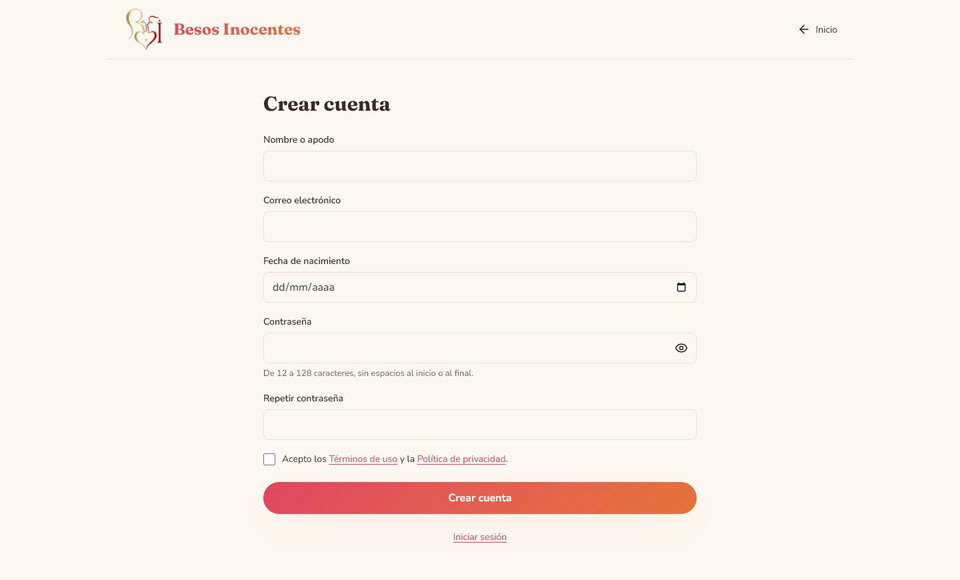 Besos Inocentes
Inicio
Crear cuenta
Nombre o apodo
Correo electrónico
Fecha de nacimiento
dd/mm/aaaa
Contraseña
De 12 a 128 caracteres, sin espacios al inicio o al final.
Repetir contraseña
Acepto los Términos de uso y la Política de privacidad.
Crear cuenta
Iniciar sesión